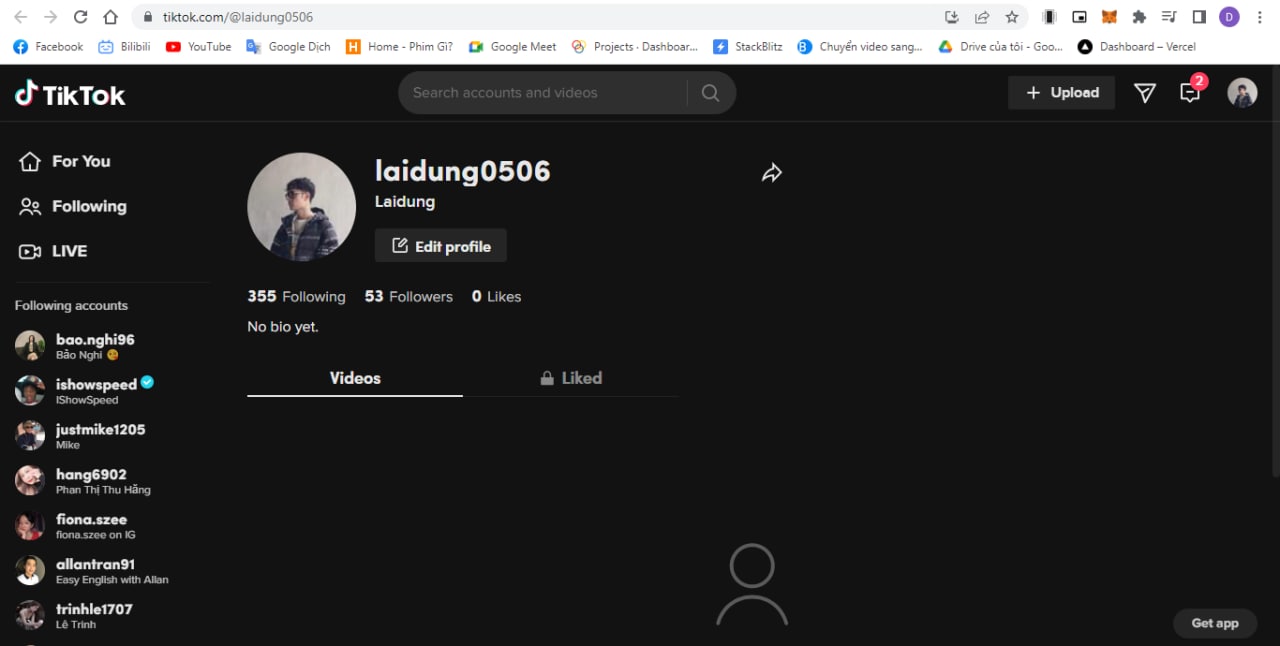 tiktok.com/@laidung0506
D
Facebook Bilibili YouTube Google Dịch Home - Phim Gì? Google Meet Projects · Dashboar... StackBlitz Chuyển video sang... Drive của tôi - Goo... Dashboard – Vercel
TikTok Search accounts and videos + Upload 2
For You
Following
LIVE
laidung0506
Laidung
Edit profile
355 Following 53 Followers 0 Likes
No bio yet.
Videos Liked
Following accounts
bao.nghi96
Bảo Nghi
ishowspeed
IShowSpeed
justmike1205
Mike
hang6902
Phan Thị Thu Hằng
fiona.szee
fiona.szee on IG
allantran91
Easy English with Allan
trinhle1707
Lê Trinh
Get app